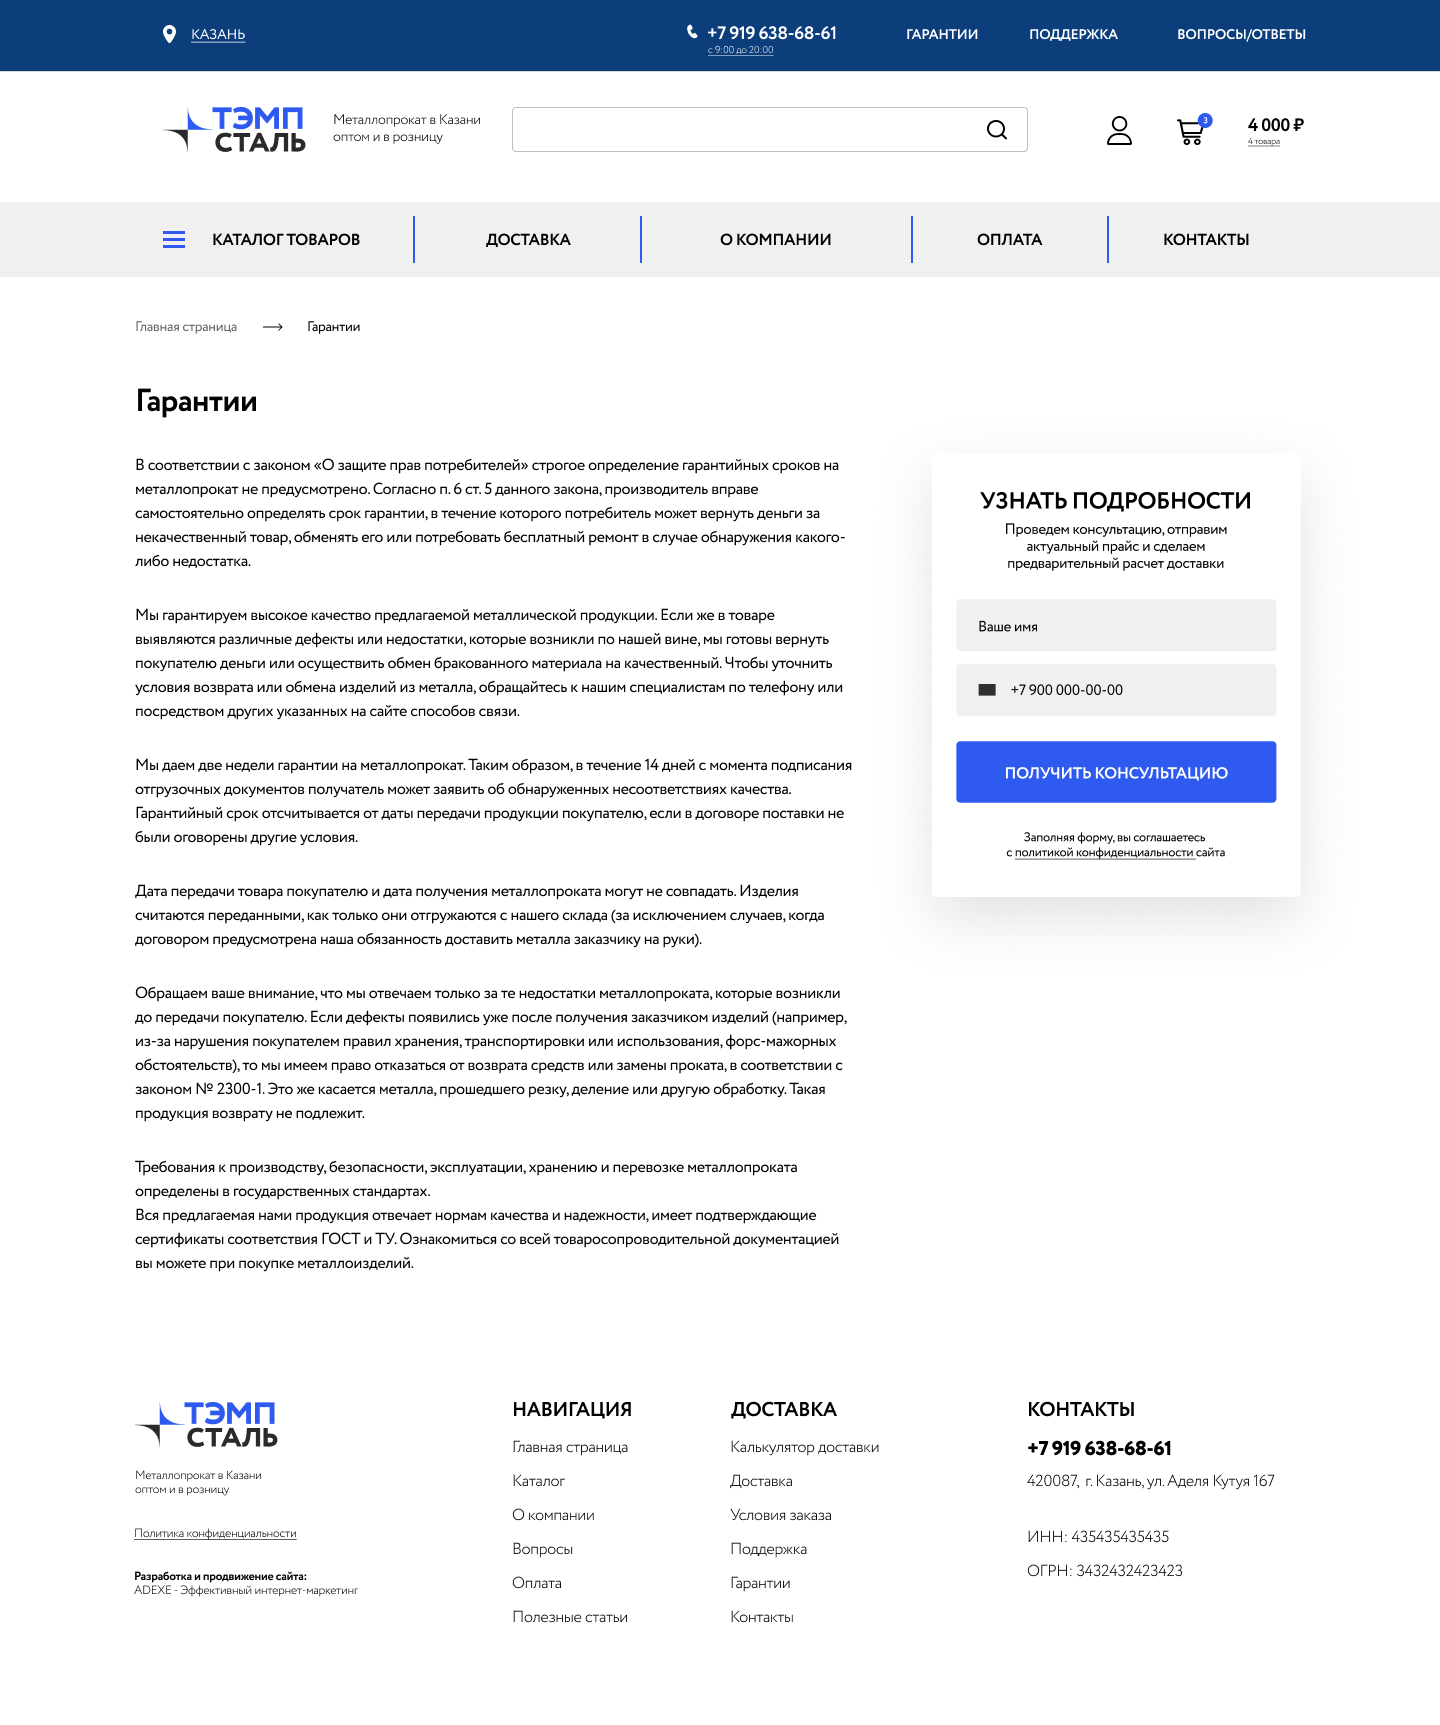 КАЗАНЬ
+7 919 638-68-61
с 9:00 до 20:00
ГАРАНТИИ
ПОДДЕРЖКА
ВОПРОСЫ/ОТВЕТЫ
ТЭМП
СТАЛЬ
Металлопрокат в Казани
оптом и в розницу
3
4 000 ₽
4 товара
КАТАЛОГ ТОВАРОВ
ДОСТАВКА
О КОМПАНИИ
ОПЛАТА
КОНТАКТЫ
Главная страница
Гарантии
Гарантии
В соответствии с законом «О защите прав потребителей» строгое определение гарантийных сроков на
металлопрокат не предусмотрено. Согласно п. 6 ст. 5 данного закона, производитель вправе
самостоятельно определять срок гарантии, в течение которого потребитель может вернуть деньги за
некачественный товар, обменять его или потребовать бесплатный ремонт в случае обнаружения какого-
либо недостатка.
Мы гарантируем высокое качество предлагаемой металлической продукции. Если же в товаре
выявляются различные дефекты или недостатки, которые возникли по нашей вине, мы готовы вернуть
покупателю деньги или осуществить обмен бракованного материала на качественный. Чтобы уточнить
условия возврата или обмена изделий из металла, обращайтесь к нашим специалистам по телефону или
посредством других указанных на сайте способов связи.
Мы даем две недели гарантии на металлопрокат. Таким образом, в течение 14 дней с момента подписания
отгрузочных документов получатель может заявить об обнаруженных несоответствиях качества.
Гарантийный срок отсчитывается от даты передачи продукции покупателю, если в договоре поставки не
были оговорены другие условия.
Дата передачи товара покупателю и дата получения металлопроката могут не совпадать. Изделия
считаются переданными, как только они отгружаются с нашего склада (за исключением случаев, когда
договором предусмотрена наша обязанность доставить металла заказчику на руки).
Обращаем ваше внимание, что мы отвечаем только за те недостатки металлопроката, которые возникли
до передачи покупателю. Если дефекты появились уже после получения заказчиком изделий (например,
из-за нарушения покупателем правил хранения, транспортировки или использования, форс-мажорных
обстоятельств), то мы имеем право отказаться от возврата средств или замены проката, в соответствии с
законом № 2300-1. Это же касается металла, прошедшего резку, деление или другую обработку. Такая
продукция возврату не подлежит.
Требования к производству, безопасности, эксплуатации, хранению и перевозке металлопроката
определены в государственных стандартах.
Вся предлагаемая нами продукция отвечает нормам качества и надежности, имеет подтверждающие
сертификаты соответствия ГОСТ и ТУ. Ознакомиться со всей товаросопроводительной документацией
вы можете при покупке металлоизделий.
УЗНАТЬ ПОДРОБНОСТИ
Проведем консультацию, отправим
актуальный прайс и сделаем
предварительный расчет доставки
Ваше имя
+7 900 000-00-00
ПОЛУЧИТЬ КОНСУЛЬТАЦИЮ
Заполняя форму, вы соглашаетесь
с политикой конфиденциальности сайта
ТЭМП
СТАЛЬ
Металлопрокат в Казани
оптом и в розницу
Политика конфиденциальности
Разработка и продвижение сайта:
ADEXE - Эффективный интернет-маркетинг
НАВИГАЦИЯ
Главная страница
Каталог
О компании
Вопросы
Оплата
Полезные статьи
ДОСТАВКА
Калькулятор доставки
Доставка
Условия заказа
Поддержка
Гарантии
Контакты
КОНТАКТЫ
+7 919 638-68-61
420087, г. Казань, ул. Аделя Кутуя 167
ИНН: 435435435435
ОГРН: 3432432423423